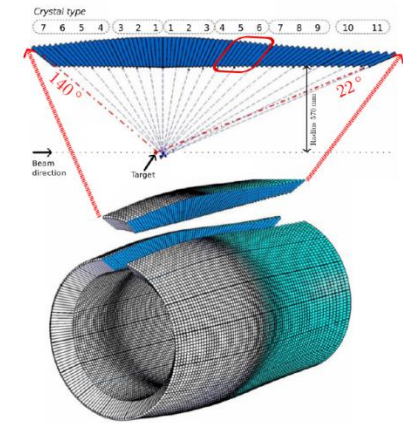 Crystal type
7 6 5 4 3 2 1 1 2 3 4 5 6 7 8 9 10 11
140°
22°
Radius 570 mm
Beam
direction
Target